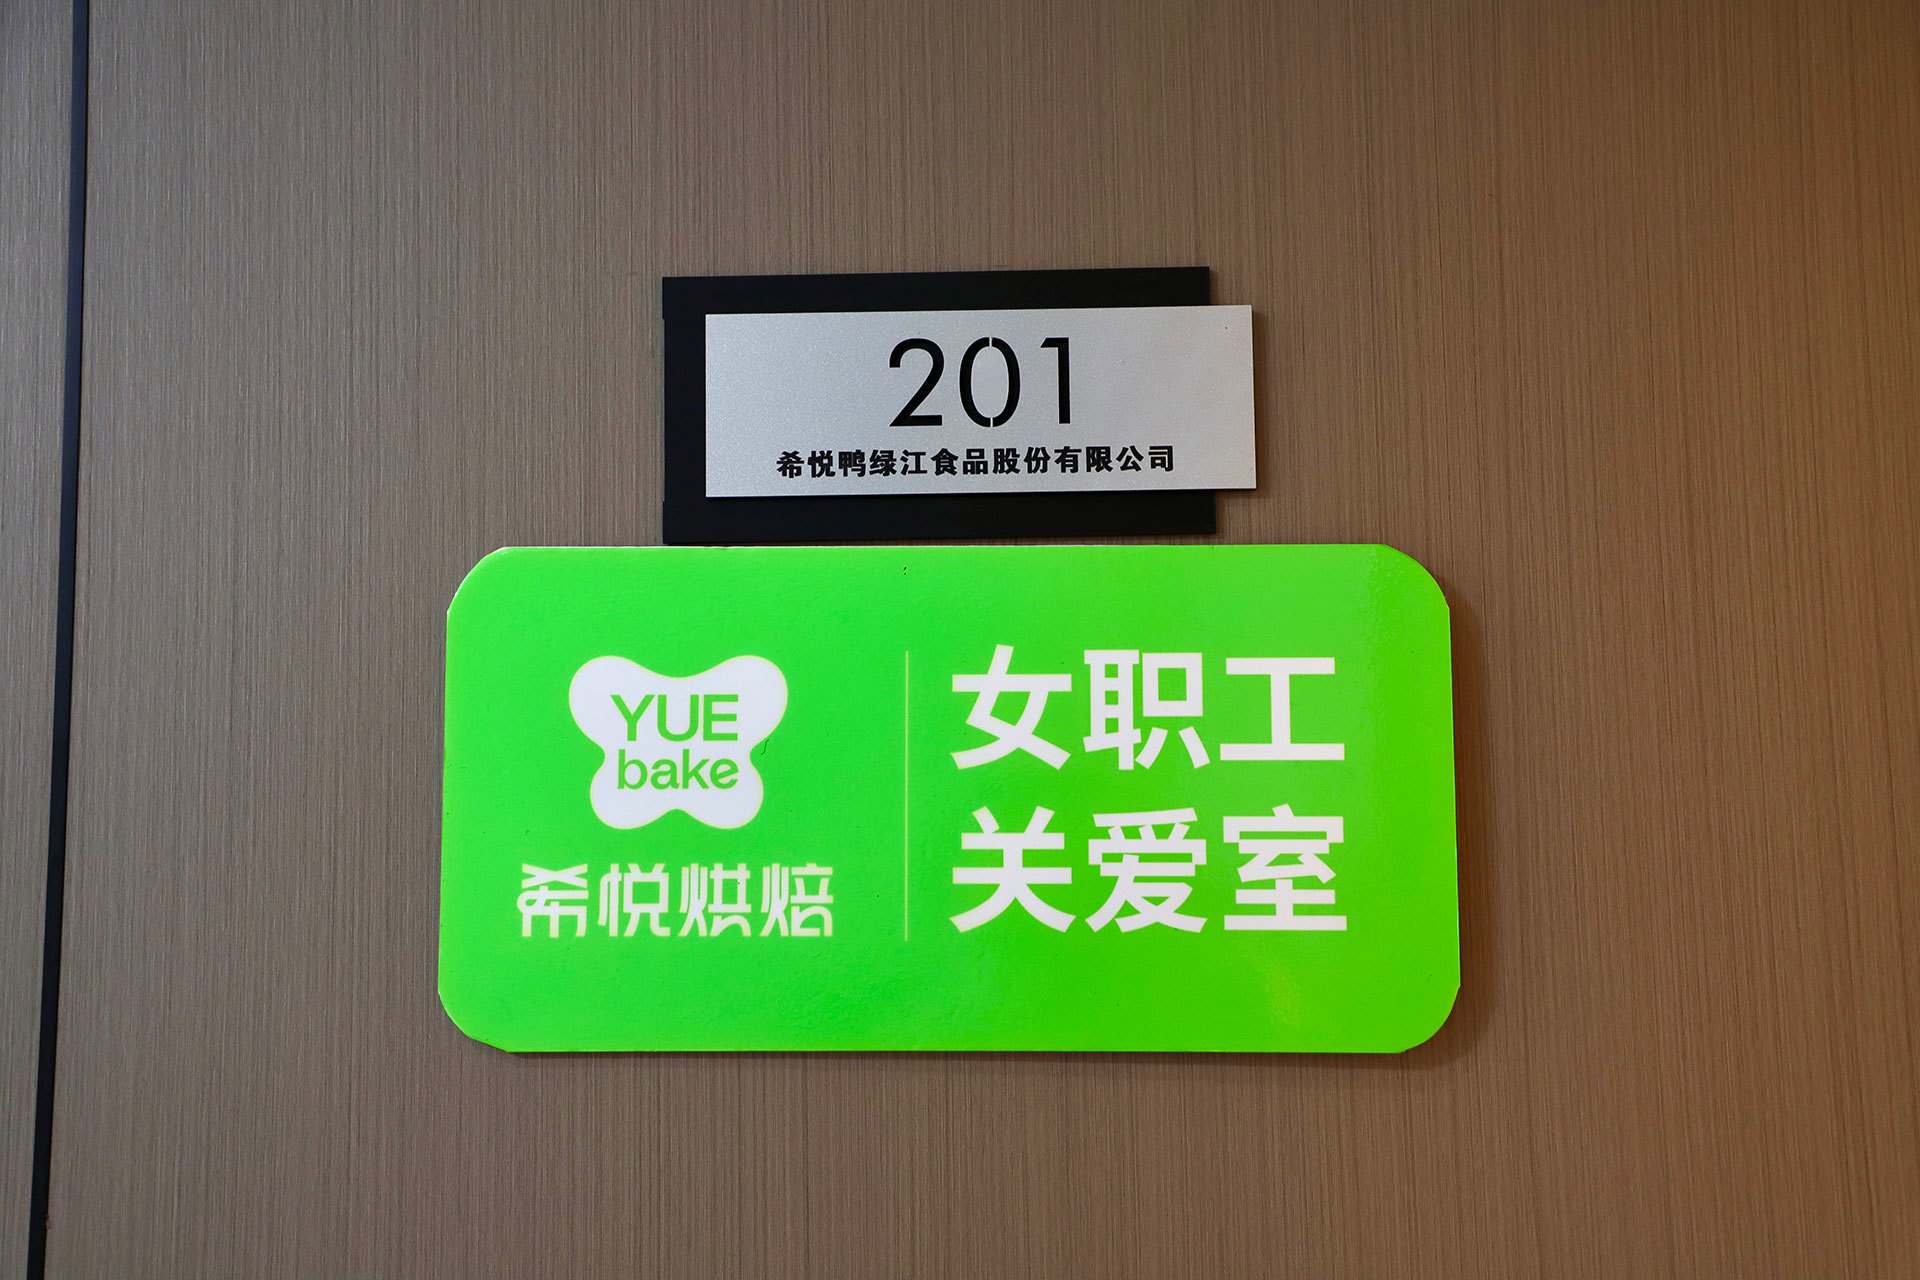 201
希悦鸭绿江食品股份有限公司
YUE
bake
希悦烘焙
女职工
关爱室